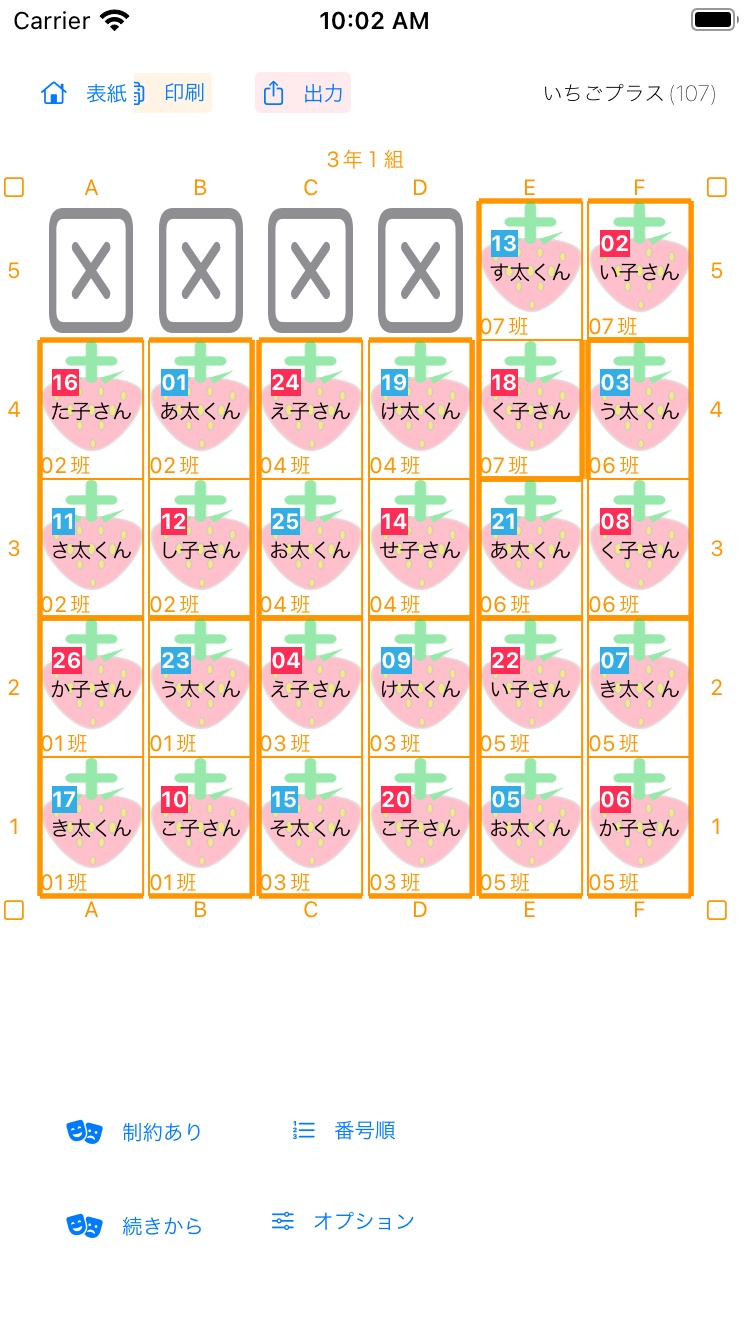 Carrier 10:02 AM
表紙 印刷 出力 いちごプラス(107)
3年1組
A B C D E F
5 X X X X 13 02 5
す太くん い子さん
07班 07班
16 01 24 19 18 03
4 た子さん あ太くん え子さん け太くん く子さん う太くん 4
02班 02班 04班 04班 07班 06班
11 12 25 14 21 08
3 さ太くん し子さん お太くん せ子さん あ太くん く子さん 3
02班 02班 04班 04班 06班 06班
26 23 04 09 22 07
2 か子さん う太くん え子さん け太くん い子さん き太くん 2
01班 01班 03班 03班 05班 05班
17 10 15 20 05 06
1 き太くん こ子さん そ太くん こ子さん お太くん か子さん 1
01班 01班 03班 03班 05班 05班
A B C D E F
制約あり 番号順
続きから オプション